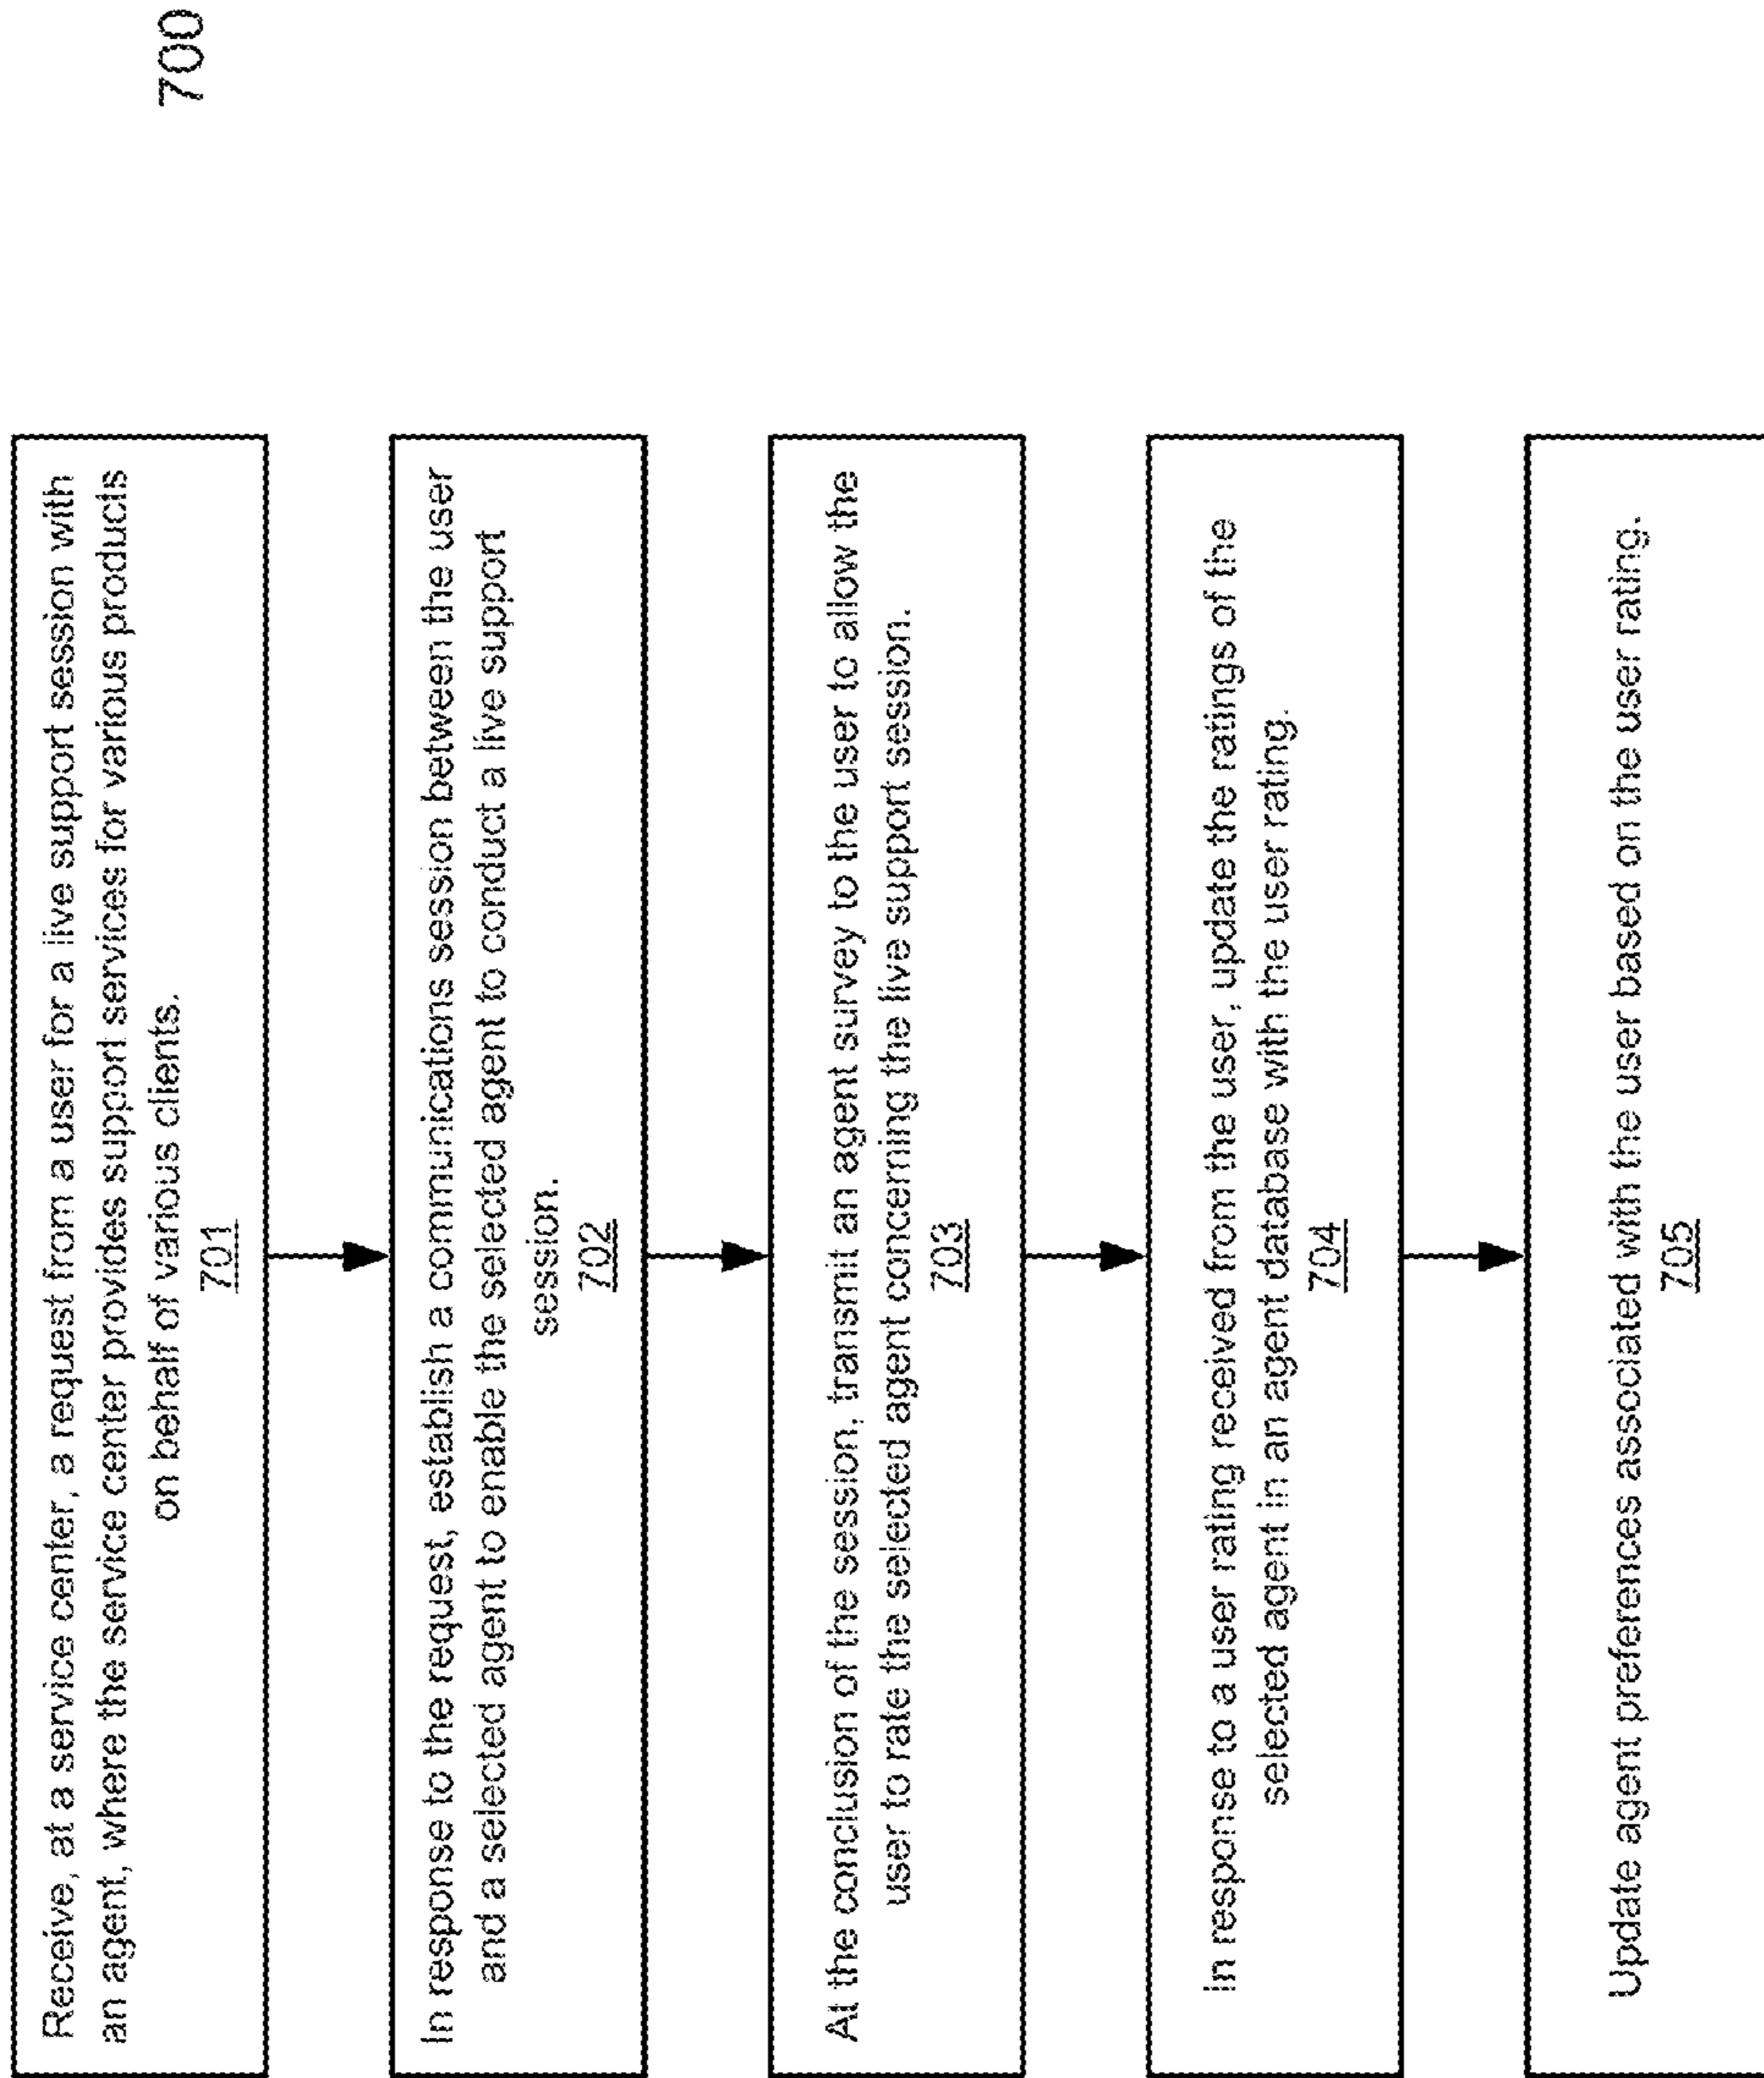 700
Receive, at a service center, a request from a user for a live support session with
an agent, where the service center provides support services for various products
on behalf of various clients.
701
In response to the request, establish a communications session between the user
and a selected agent to enable the selected agent to conduct a live support
session.
702
At the conclusion of the session, transmit an agent survey to the user to allow the
user to rate the selected agent concerning the live support session.
703
In response to a user rating received from the user, update the ratings of the
selected agent in an agent database with the user rating.
704
Update agent preferences associated with the user based on the user rating.
705